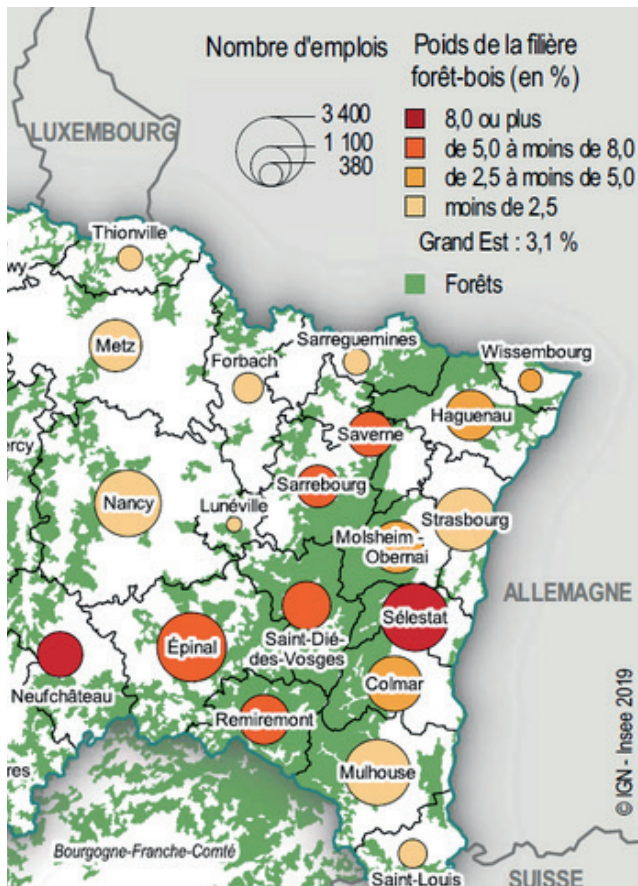 Nombre d'emplois
3 400
1 100
380
Poids de la filière
forêt-bois (en %)
8,0 ou plus
de 5,0 à moins de 8,0
de 2,5 à moins de 5,0
moins de 2,5
Grand Est : 3,1 %
Forêts
LUXEMBOURG
Thionville
wy
Metz
Forbach
Sarreguemines
Wissembourg
Haguenau
Saverne
ercy
Nancy
Lunéville
Sarrebourg
Strasbourg
Molsheim -
Obernai
ALLEMAGNE
Sélestat
Épinal
Saint-Dié-
des-Vosges
Neufchâteau
Colmar
Remiremont
Mulhouse
res
Bourgogne-Franche-Comté
Saint-Louis
SUISSE
© IGN - Insee 2019